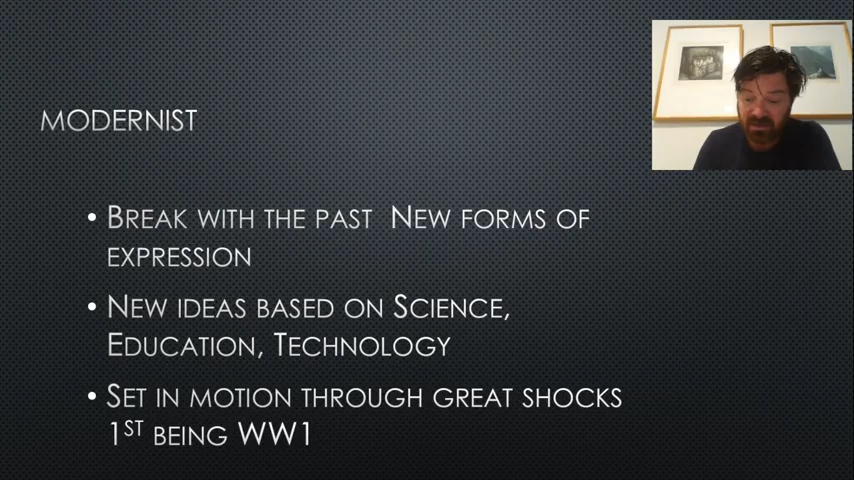 MODERNIST
• BREAK WITH THE PAST NEW FORMS OF
EXPRESSION
• NEW IDEAS BASED ON SCIENCE,
EDUCATION, TECHNOLOGY
• SET IN MOTION THROUGH GREAT SHOCKS
1ST BEING WW1